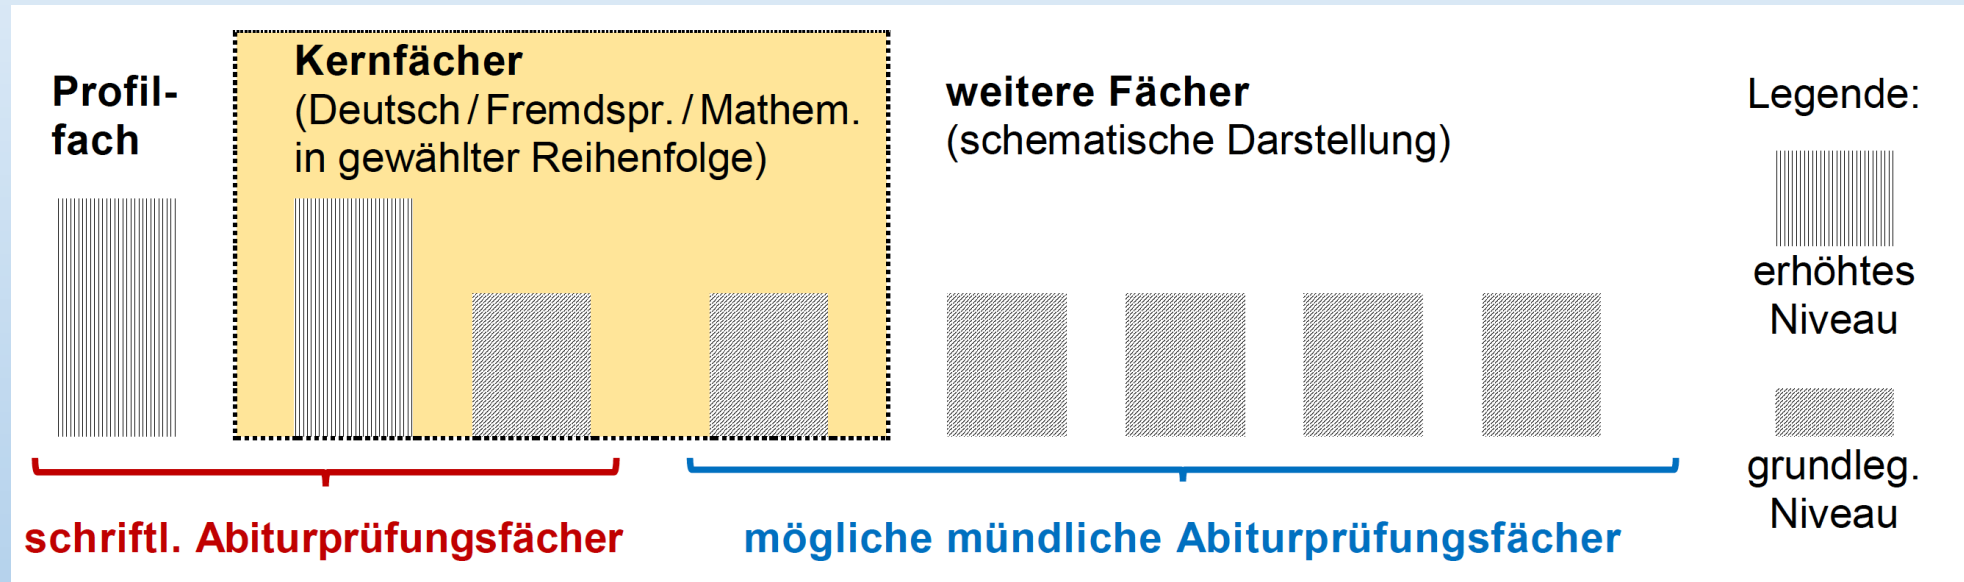 Profil-
fach
Kernfächer
(Deutsch / Fremdspr. / Mathem.
in gewählter Reihenfolge)
weitere Fächer
(schematische Darstellung)
Legende:
erhöhtes
Niveau
grundleg.
Niveau
schriftl. Abiturprüfungsfächer
mögliche mündliche Abiturprüfungsfächer